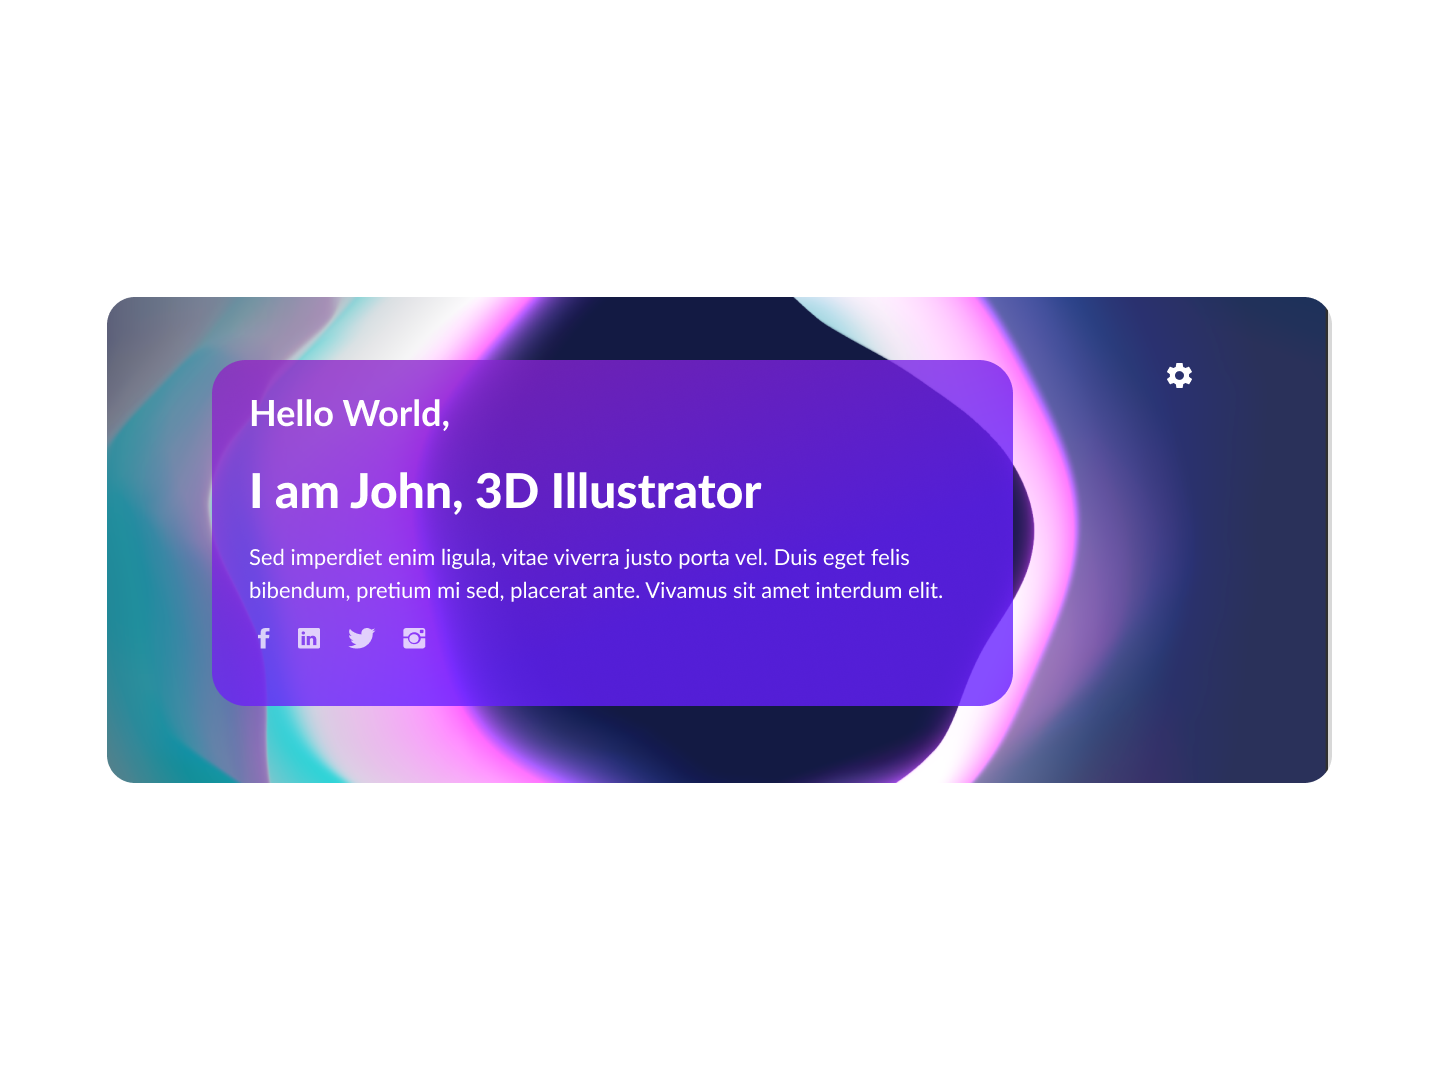 Hello World,
I am John, 3D Illustrator
Sed imperdiet enim ligula, vitae viverra justo porta vel. Duis eget felis
bibendum, pretium mi sed, placerat ante. Vivamus sit amet interdum elit.